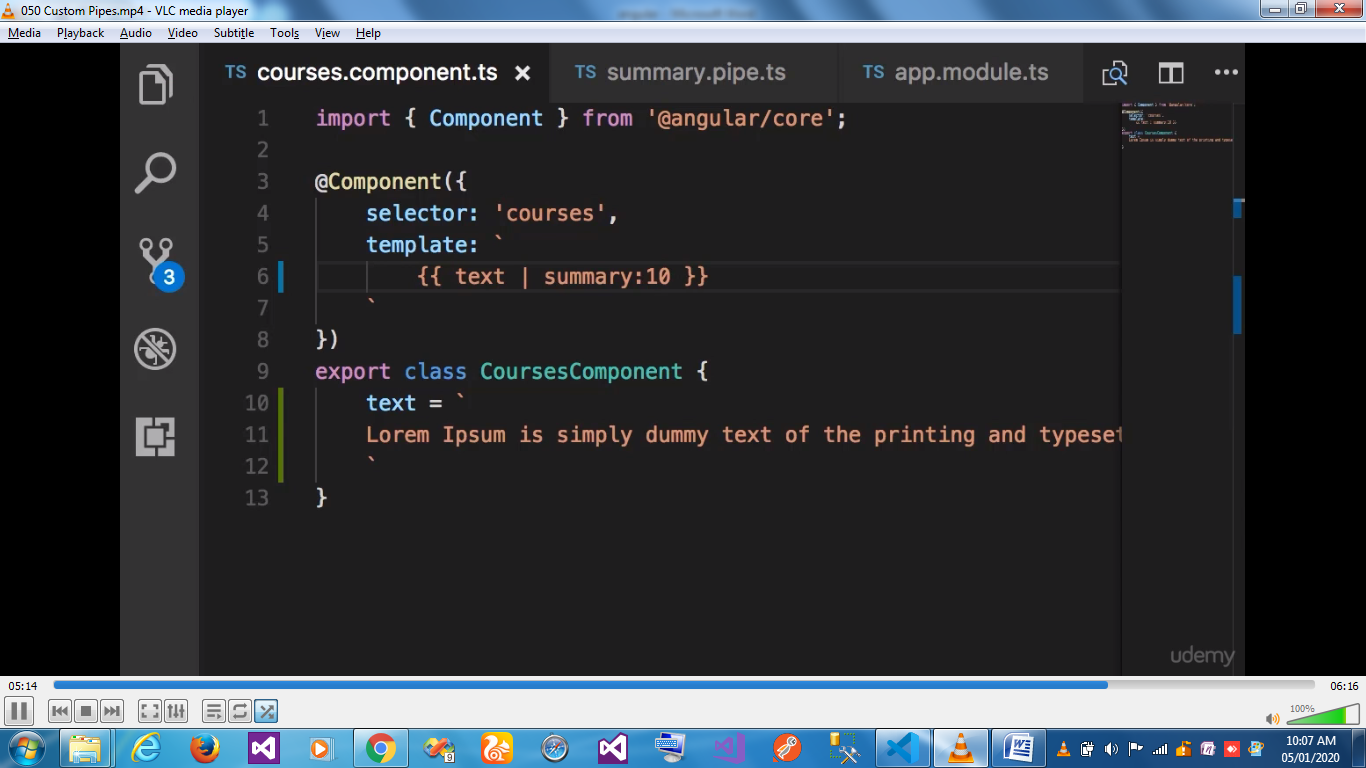 050 Custom Pipes.mp4 - VLC media player
Media Playback Audio Video Subtitle Tools View Help
TS courses.component.ts × TS summary.pipe.ts TS app.module.ts
1 import { Component } from '@angular/core';
2
3 @Component({
4 selector: 'courses',
5 template: `
6 {{ text | summary:10 }}
7 `
8 })
9 export class CoursesComponent {
10 text = `
11 Lorem Ipsum is simply dummy text of the printing and typeset
12 `
13 }
3
udemy
05:14 06:16
100%
9
10:07 AM
05/01/2020